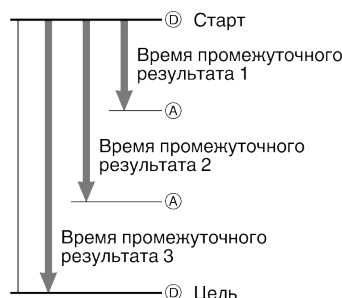 Ⓓ Старт
Время промежуточного
результата 1
Ⓐ
Время промежуточного
результата 2
Ⓐ
Время промежуточного
результата 3
Ⓓ Цель